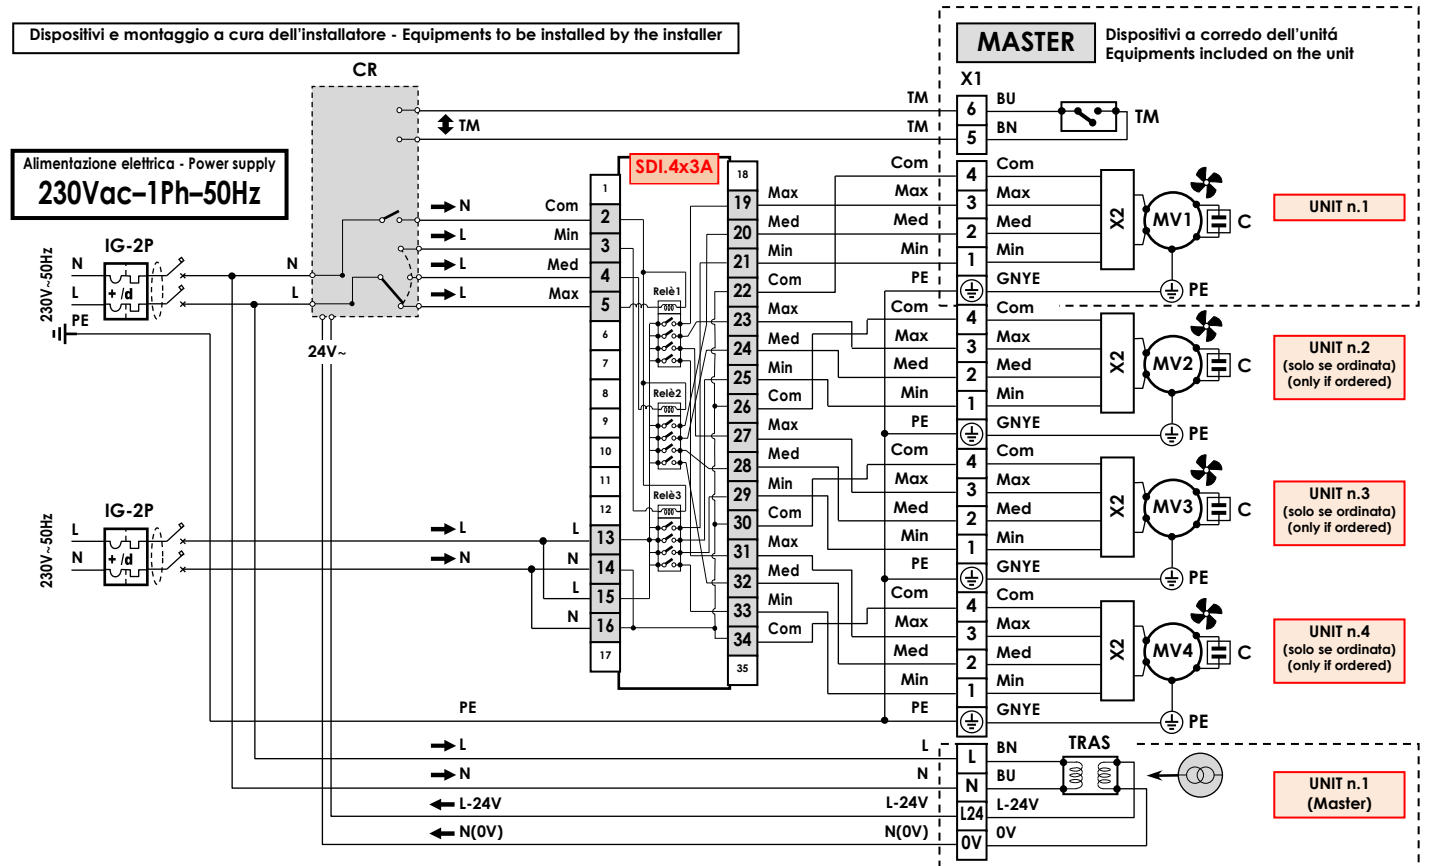 Dispositivi e montaggio a cura dell'installatore - Equipments to be installed by the installer
MASTER
Dispositivi a corredo dell'unitá
Equipments included on the unit
CR
X1
TM
6
BU
TM
TM
TM
5
BN
Alimentazione elettrica - Power supply
230Vac–1Ph–50Hz
SDI.4x3A
1
2
3
4
5
6
7
8
9
10
11
12
13
14
15
16
17
18
19
20
21
22
23
24
25
26
27
28
29
30
31
32
33
34
35
Relè1
Relè2
Relè3
N
Com
L
Min
L
Med
L
Max
IG-2P
230V~50Hz
N
L
+ /d
PE
N
L
24V~
IG-2P
230V~50Hz
L
N
+ /d
L
N
L
N
L
N
Max
Med
Min
Com
Max
Med
Min
Com
Max
Med
Min
Com
Max
Med
Min
Com
Com
4
Com
Max
3
Max
Med
2
Med
Min
1
Min
PE
GNYE
X2
MV1
C
PE
UNIT n.1
Com
4
Com
Max
3
Max
Med
2
Med
Min
1
Min
PE
GNYE
X2
MV2
C
PE
UNIT n.2
(solo se ordinata)
(only if ordered)
Com
4
Com
Max
3
Max
Med
2
Med
Min
1
Min
PE
GNYE
X2
MV3
C
PE
UNIT n.3
(solo se ordinata)
(only if ordered)
Com
4
Com
Max
3
Max
Med
2
Med
Min
1
Min
PE
PE
GNYE
X2
MV4
C
PE
UNIT n.4
(solo se ordinata)
(only if ordered)
L
L
L
BN
TRAS
N
N
N
BU
L-24V
L-24V
L24
L-24V
N(0V)
N(0V)
0V
0V
UNIT n.1
(Master)